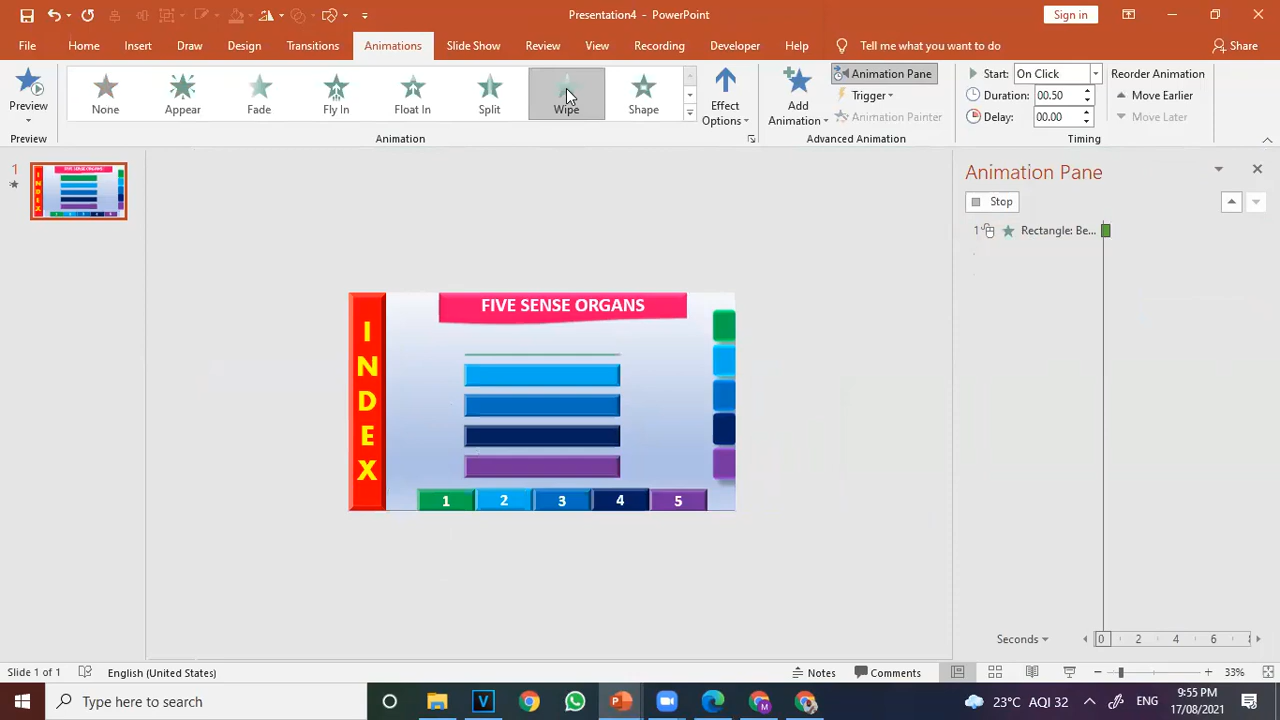 Presentation4 - PowerPoint
Sign in
File Home Insert Draw Design Transitions Animations Slide Show Review View Recording Developer Help Tell me what you want to do Share
Preview None Appear Fade Fly In Float In Split Wipe Shape Effect Options Add Animation Animation Pane Start: On Click Reorder Animation
Trigger Duration: 00.50 Move Earlier
Animation Painter Delay: 00.00 Move Later
Preview Animation Advanced Animation Timing
1
Animation Pane
Stop
1 Rectangle: Be...
FIVE SENSE ORGANS
I
N
D
E
X
1 2 3 4 5
Seconds 0 2 4 6
Slide 1 of 1 English (United States) Notes Comments 33%
Type here to search
23°C AQI 32 ENG
9:55 PM
17/08/2021